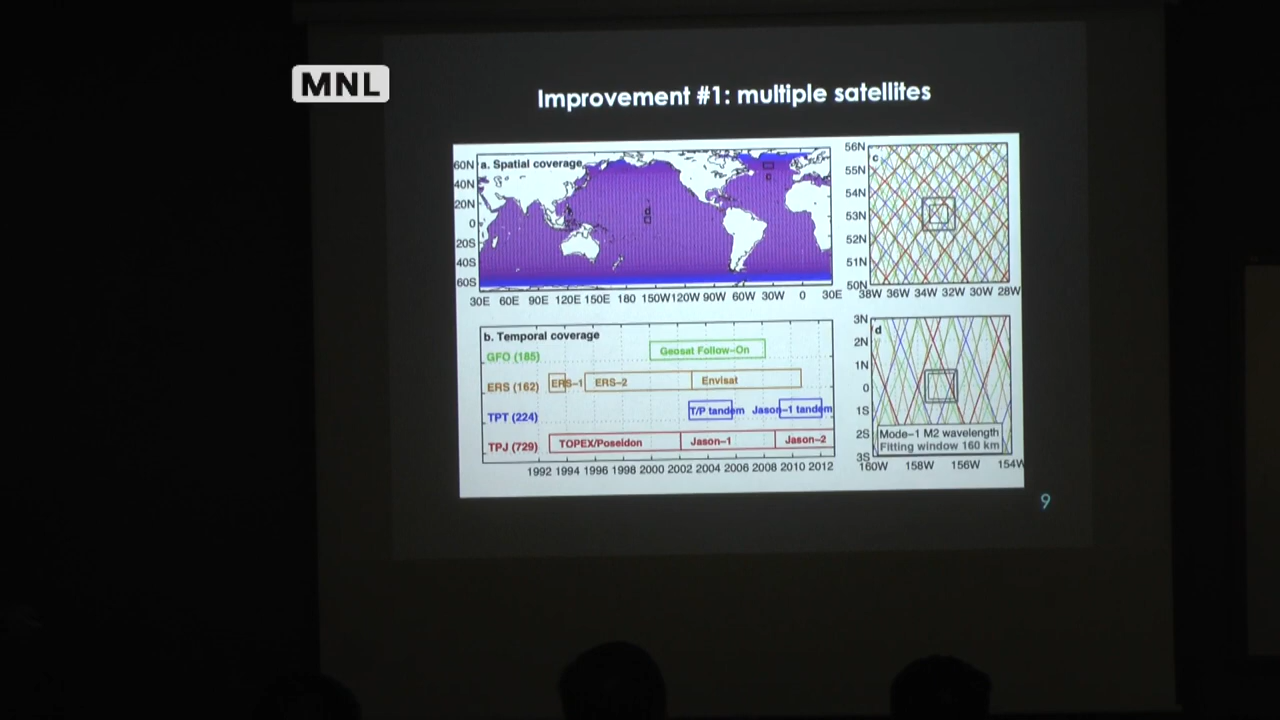 MNL
Improvement #1: multiple satellites
a. Spatial coverage
60N
40N
20N
0
20S
40S
60S
c
d
30E 60E 90E 120E 150E 180 150W 120W 90W 60W 30W 0 30E
c
56N
55N
54N
53N
52N
51N
50N
38W 36W 34W 32W 30W 28W
b. Temporal coverage
GFO (185)
Geosat Follow-On
ERS (162)
ERS-1
ERS-2
Envisat
TPT (224)
T/P tandem
Jason-1 tandem
TPJ (729)
TOPEX/Poseidon
Jason-1
Jason-2
1992 1994 1996 1998 2000 2002 2004 2006 2008 2010 2012
d
3N
2N
1N
0
1S
2S
3S
Mode-1 M2 wavelength
Fitting window 160 km
160W 158W 156W 154W
9